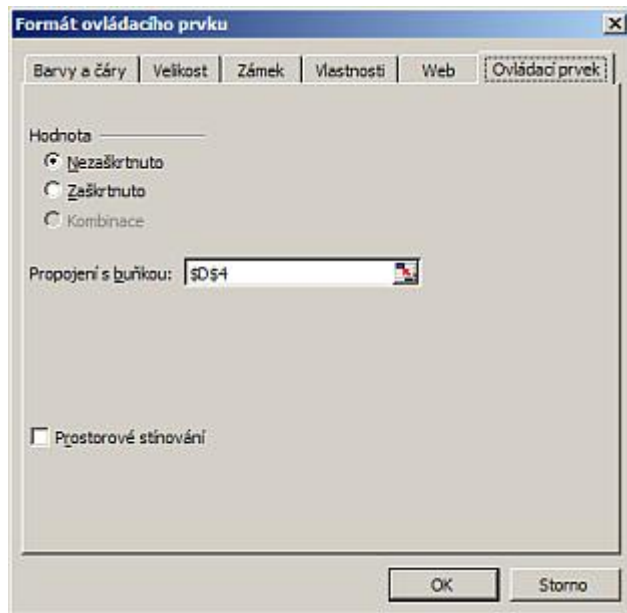 Formát ovládacího prvku
Barvy a čáry Velikost Zámek Vlastnosti Web Ovládací prvek
Hodnota
Nezaškrtnuto
Zaškrtnuto
Kombinace
Propojení s buňkou: $D$4
Prostorové stínování
OK Storno